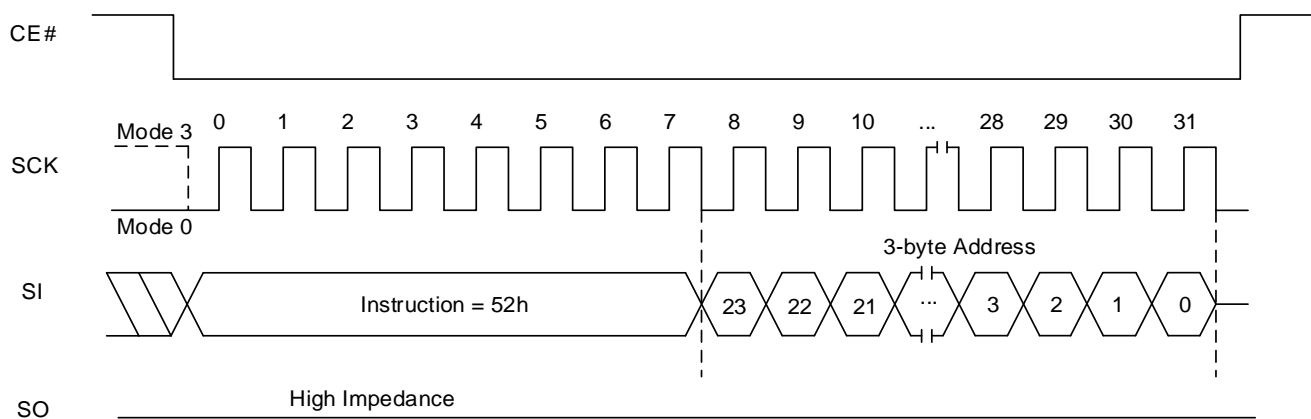 CE#
0 1 2 3 4 5 6 7 8 9 10 ... 28 29 30 31
Mode 3
SCK
Mode 0
3-byte Address
SI
Instruction = 52h
23 22 21 ... 3 2 1 0
High Impedance
SO